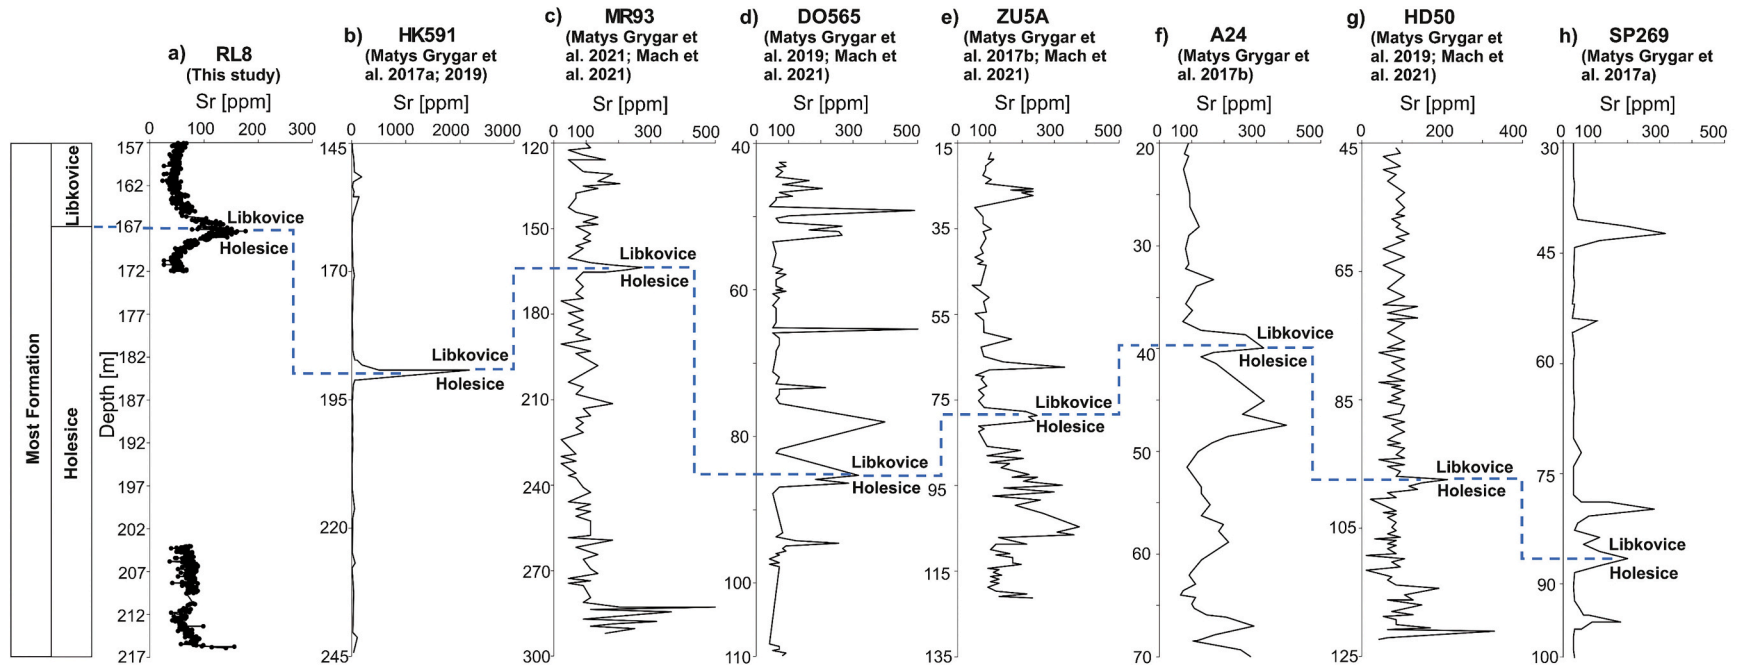 a) RL8
(This study)
Sr [ppm]
0 100 200 300
b) HK591
(Matys Grygar et
al. 2017a; 2019)
Sr [ppm]
0 1000 2000 3000
c) MR93
(Matys Grygar et
al. 2021; Mach et
al. 2021)
Sr [ppm]
0 100 300 500
d) DO565
(Matys Grygar et
al. 2019; Mach et
2021)
Sr [ppm]
0 100 300 500
e) ZU5A
(Matys Grygar et
al. 2017b; Mach et
al. 2021)
Sr [ppm]
0 100 300 500
f) A24
(Matys Grygar et
al. 2017b)
Sr [ppm]
0 100 300 500
g) HD50
(Matys Grygar et
al. 2019; Mach et
al. 2021)
Sr [ppm]
0 200 400
h) SP269
(Matys Grygar et
al. 2017a)
Sr [ppm]
0 100 300 500
Most Formation
Libkovice
Holesice
Depth [m]
157
162
167
172
177
182
187
192
197
202
207
212
217
Libkovice
Holesice
145
170
195
220
245
Libkovice
Holesice
120
150
180
210
240
270
300
Libkovice
Holesice
40
60
80
100
110
Libkovice
Holesice
15
35
55
75
95
115
135
Libkovice
Holesice
20
30
40
50
60
70
Libkovice
Holesice
45
65
85
105
125
Libkovice
Holesice
30
45
60
75
90
100
Libkovice
Holesice